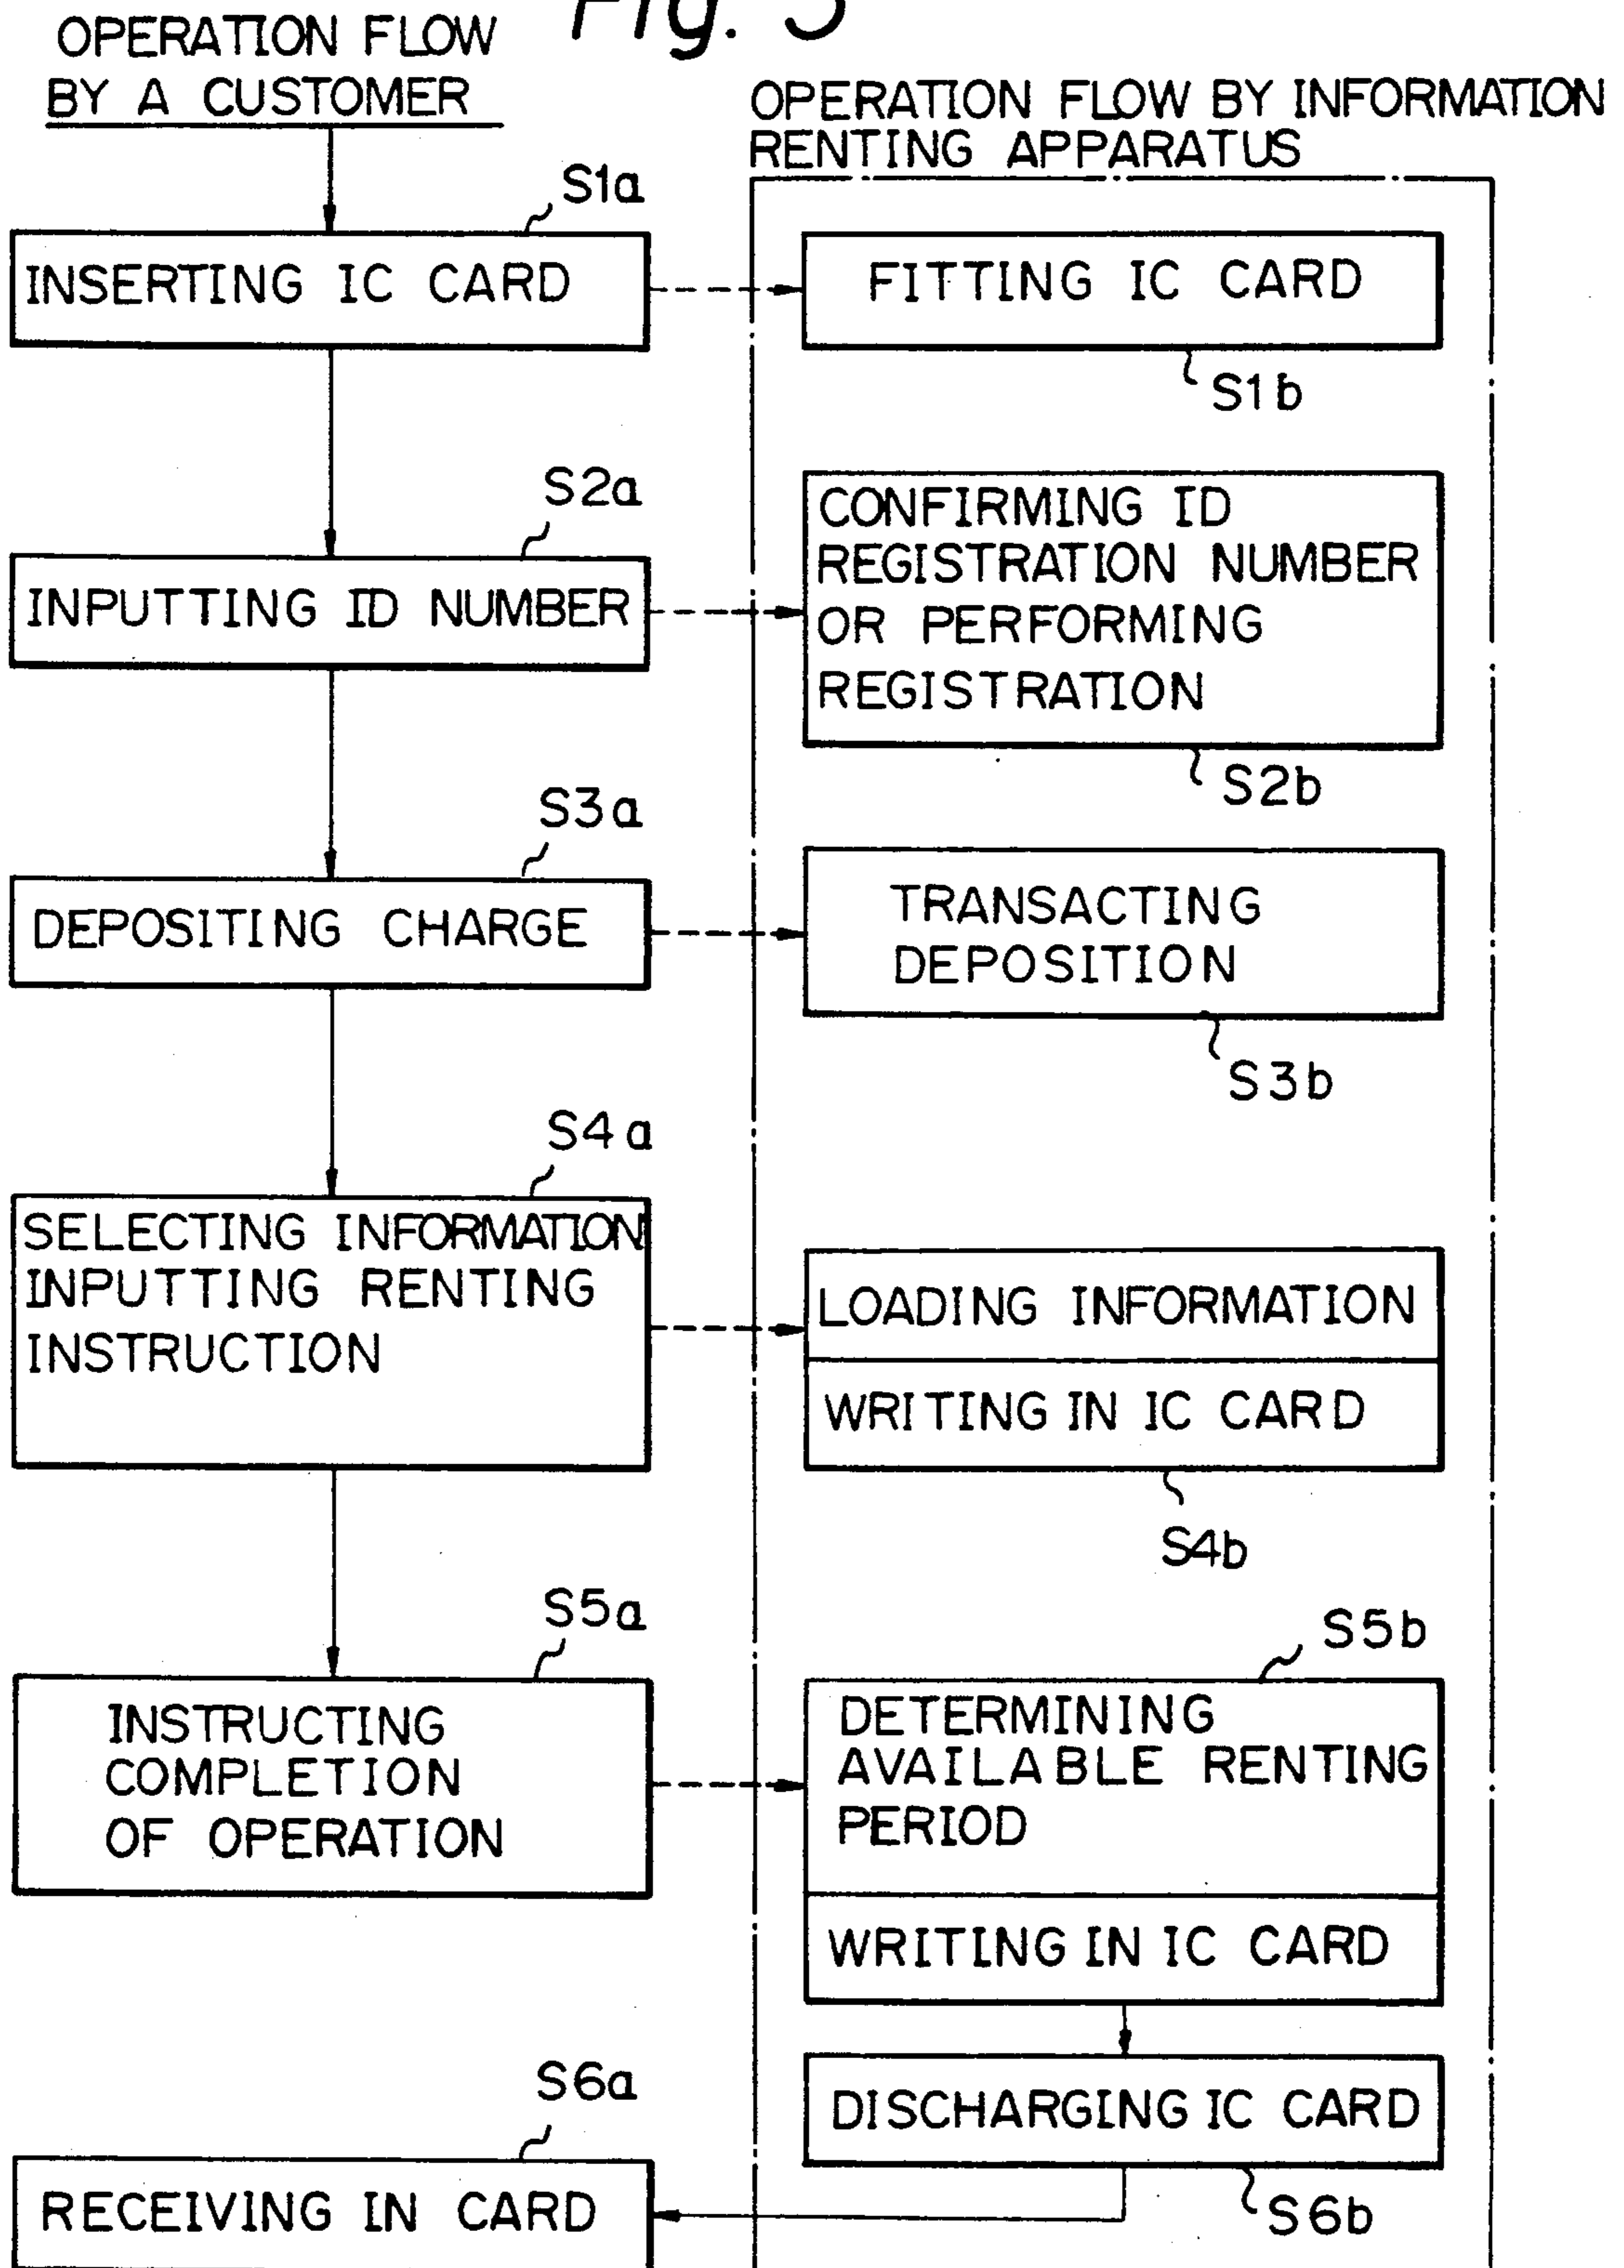 Fig. 3
OPERATION FLOW
BY A CUSTOMER
OPERATION FLOW BY INFORMATION
RENTING APPARATUS
S1a
INSERTING IC CARD
FITTING IC CARD
S1b
S2a
INPUTTING ID NUMBER
CONFIRMING ID
REGISTRATION NUMBER
OR PERFORMING
REGISTRATION
S2b
S3a
DEPOSITING CHARGE
TRANSACTING
DEPOSITION
S3b
S4a
SELECTING INFORMATION
INPUTTING RENTING
INSTRUCTION
LOADING INFORMATION
WRITING IN IC CARD
S4b
S5a
INSTRUCTING
COMPLETION
OF OPERATION
S5b
DETERMINING
AVAILABLE RENTING
PERIOD
WRITING IN IC CARD
DISCHARGING IC CARD
S6b
S6a
RECEIVING IN CARD